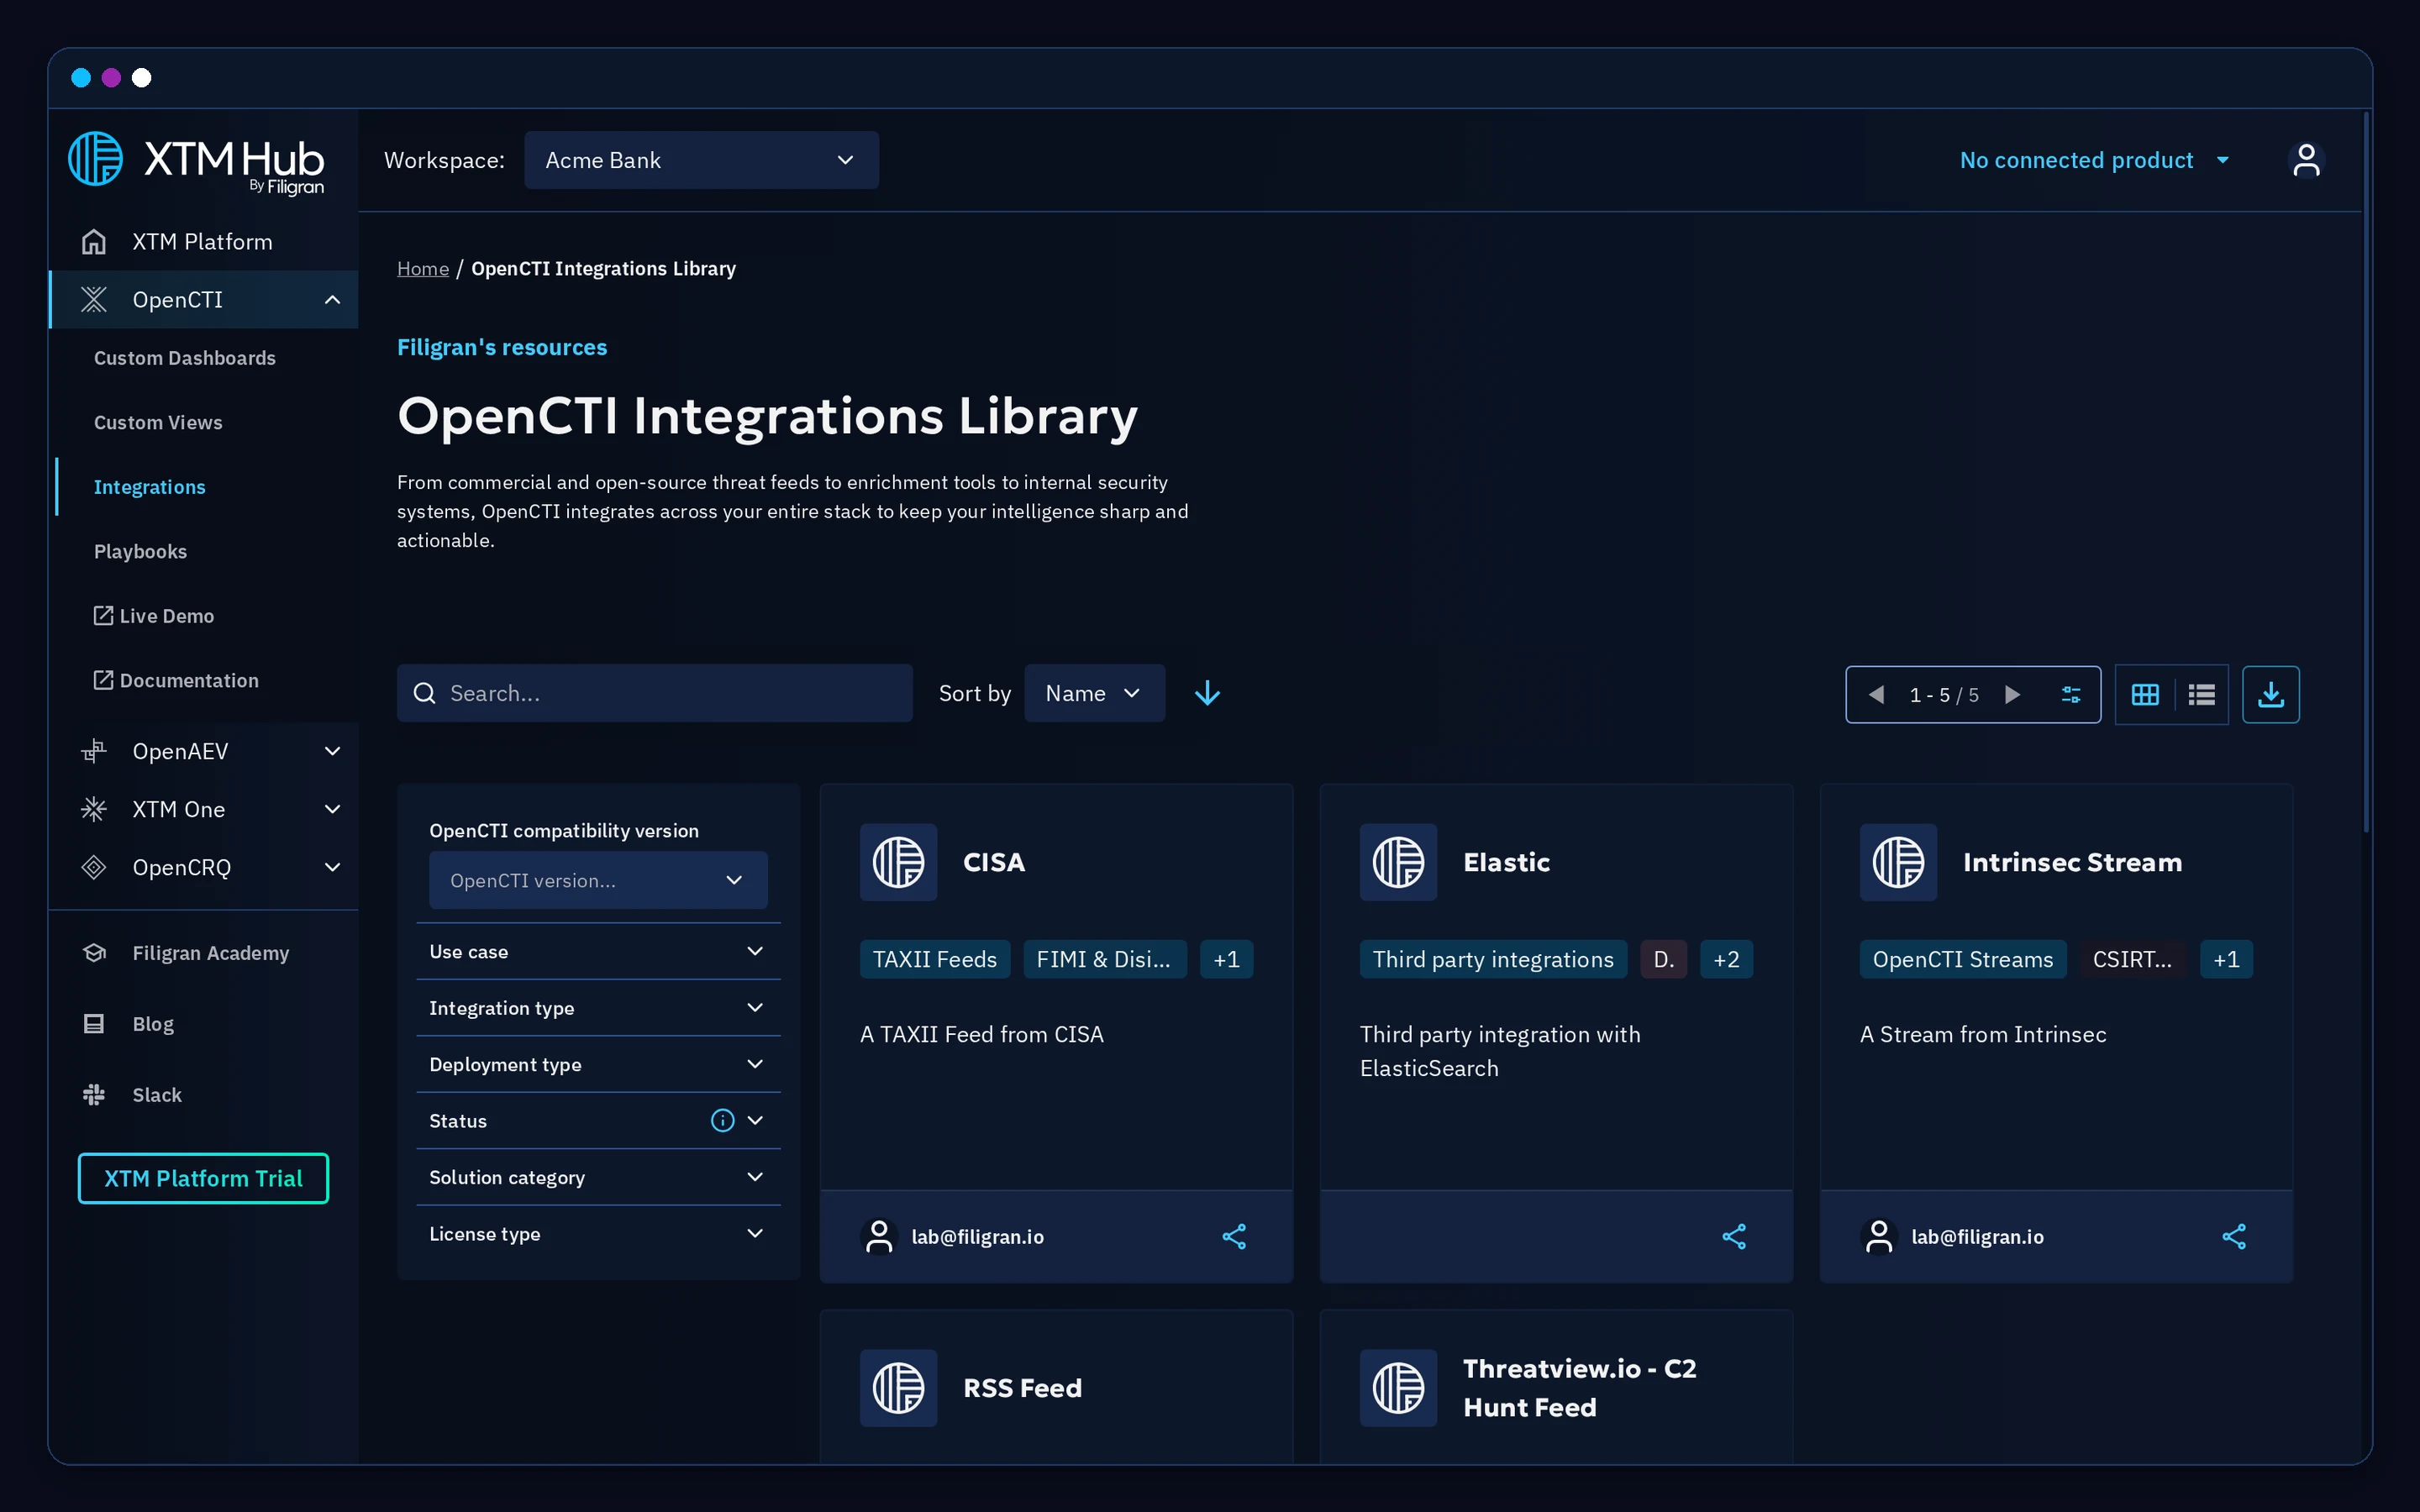 XTM Hub
By Filigran
Workspace:
Acme Bank
No connected product
XTM Platform
OpenCTI
Custom Dashboards
Custom Views
Integrations
Playbooks
Live Demo
Documentation
OpenAEV
XTM One
OpenCRQ
Filigran Academy
Blog
Slack
XTM Platform Trial
Home / OpenCTI Integrations Library
Filigran's resources
OpenCTI Integrations Library
From commercial and open-source threat feeds to enrichment tools to internal security
systems, OpenCTI integrates across your entire stack to keep your intelligence sharp and
actionable.
Search...
Sort by
Name
1 - 5 / 5
OpenCTI compatibility version
OpenCTI version...
Use case
Integration type
Deployment type
Status
Solution category
License type
CISA
TAXII Feeds
FIMI & Disi...
+1
A TAXII Feed from CISA
lab@filigran.io
Elastic
Third party integrations
D.
+2
Third party integration with
ElasticSearch
Intrinsec Stream
OpenCTI Streams
CSIRT...
+1
A Stream from Intrinsec
lab@filigran.io
RSS Feed
Threatview.io - C2
Hunt Feed